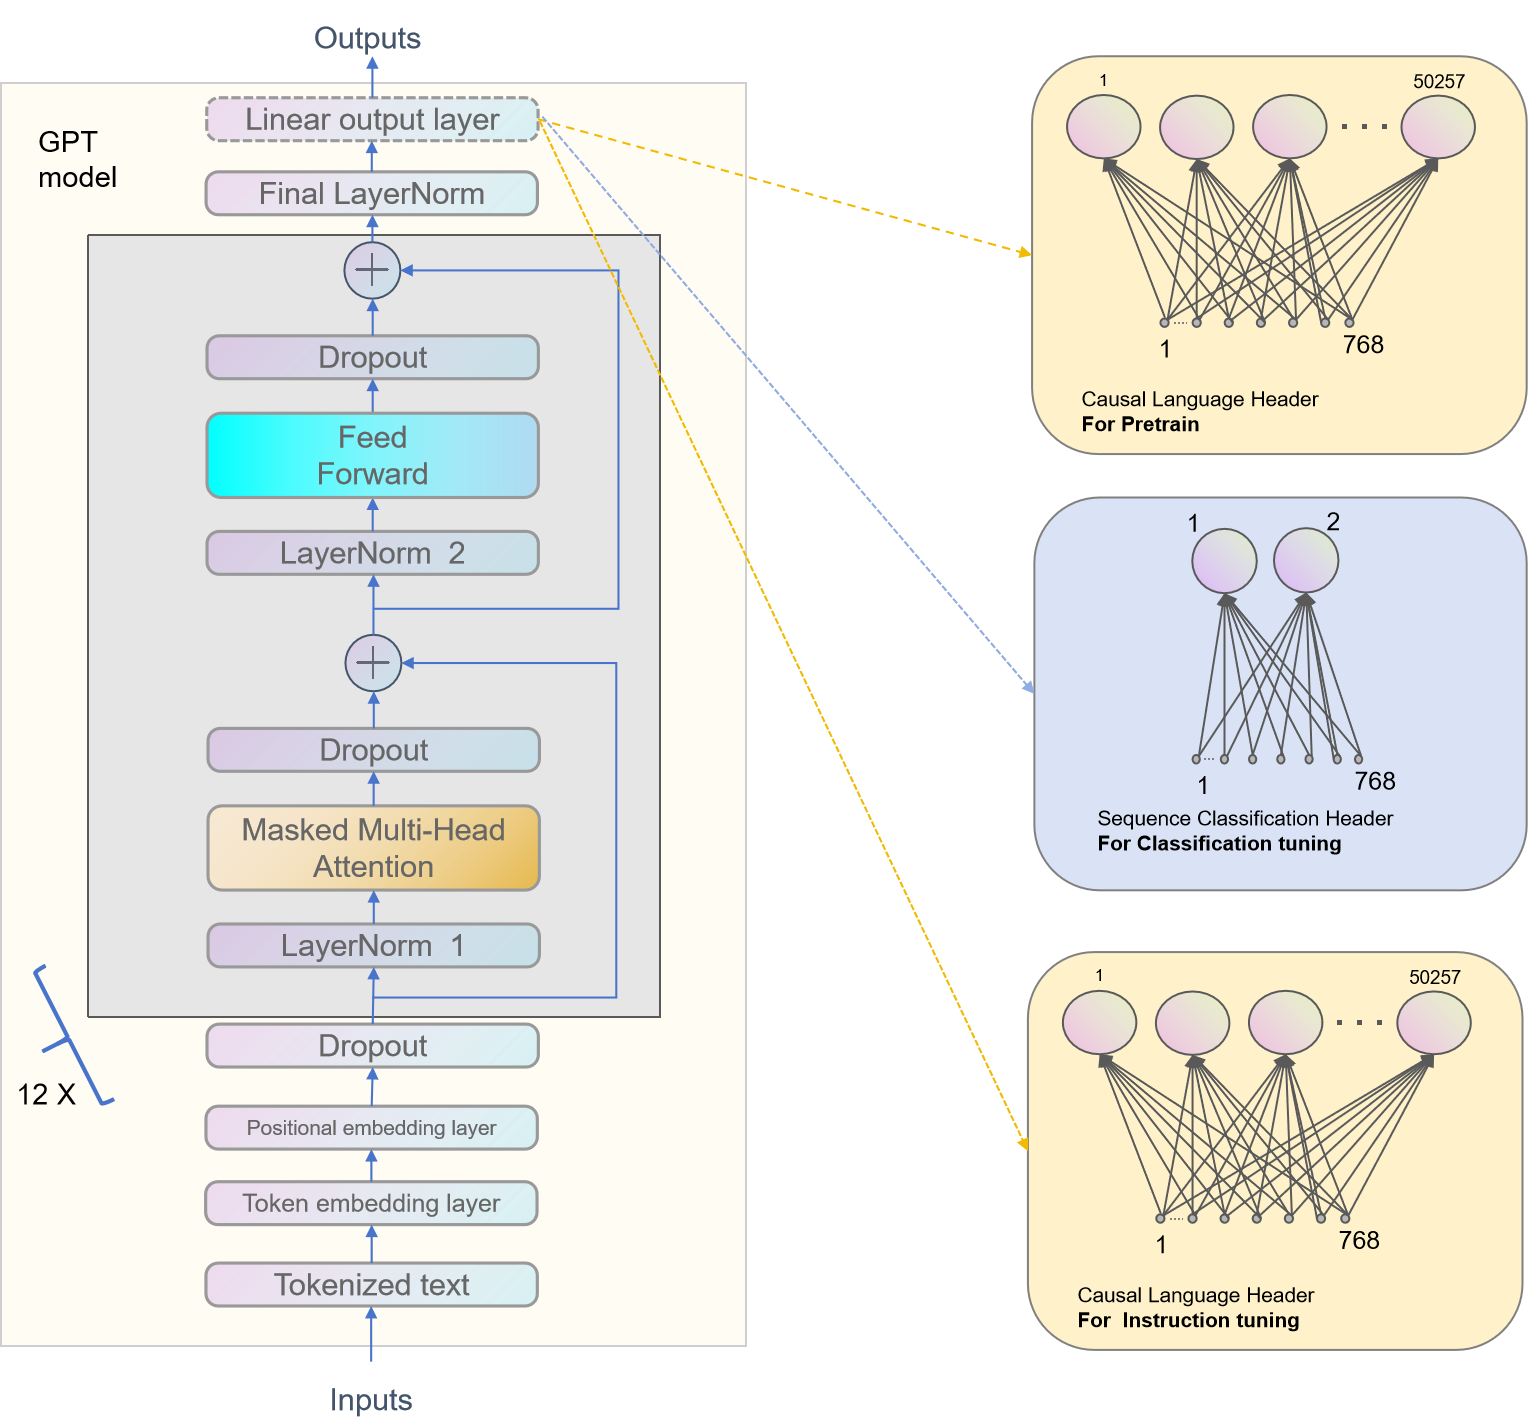 Outputs
GPT
model
Linear output layer
Final LayerNorm
Dropout
Feed
Forward
LayerNorm 2
Dropout
Masked Multi-Head
Attention
LayerNorm 1
12 X
Dropout
Positional embedding layer
Token embedding layer
Tokenized text
Inputs
1
50257
1
768
Causal Language Header
For Pretrain
1
2
1
768
Sequence Classification Header
For Classification tuning
1
50257
1
768
Causal Language Header
For Instruction tuning